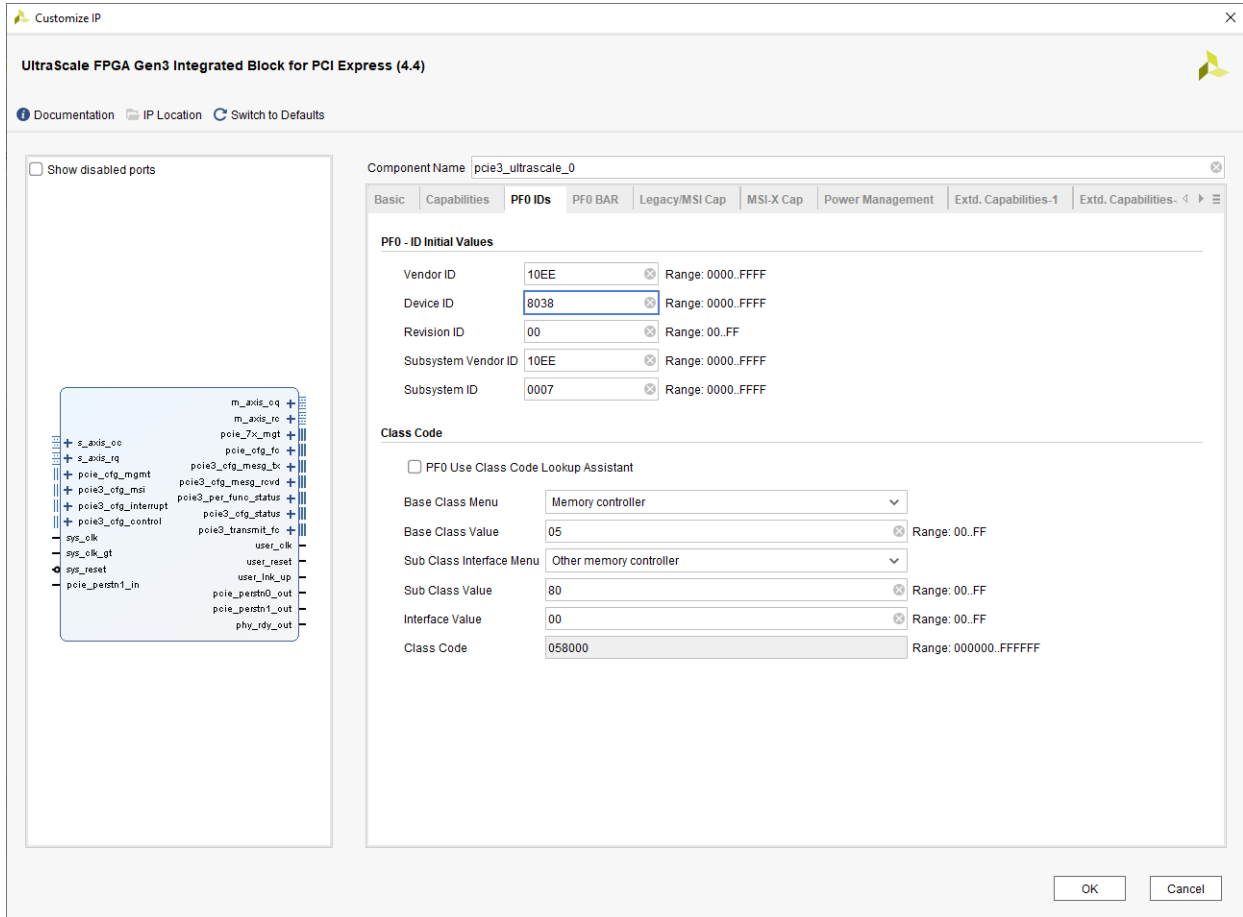 Customize IP
UltraScale FPGA Gen3 Integrated Block for PCI Express (4.4)
Documentation IP Location Switch to Defaults
Show disabled ports
m_axis_cq
m_axis_rc
pcie_7x_mgt
pcie_cfg_fc
pcie3_cfg_mesg_tx
pcie3_cfg_mesg_rcvd
pcie3_per_func_status
pcie3_cfg_status
pcie3_transmit_fc
user_clk
user_reset
user_lnk_up
pcie_perstn0_out
pcie_perstn1_out
phy_rdy_out
s_axis_cc
s_axis_rq
pcie_cfg_mgmt
pcie3_cfg_msi
pcie3_cfg_interrupt
pcie3_cfg_control
sys_clk
sys_clk_gt
sys_reset
pcie_perstn1_in
Component Name pcie3_ultrascale_0
Basic Capabilities PF0 IDs PF0 BAR Legacy/MSI Cap MSI-X Cap Power Management Extd. Capabilities-1 Extd. Capabilities-
PF0 - ID Initial Values
Vendor ID 10EE Range: 0000..FFFF
Device ID 8038 Range: 0000..FFFF
Revision ID 00 Range: 00..FF
Subsystem Vendor ID 10EE Range: 0000..FFFF
Subsystem ID 0007 Range: 0000..FFFF
Class Code
PF0 Use Class Code Lookup Assistant
Base Class Menu Memory controller
Base Class Value 05 Range: 00..FF
Sub Class Interface Menu Other memory controller
Sub Class Value 80 Range: 00..FF
Interface Value 00 Range: 00..FF
Class Code 058000 Range: 000000..FFFFFF
OK Cancel